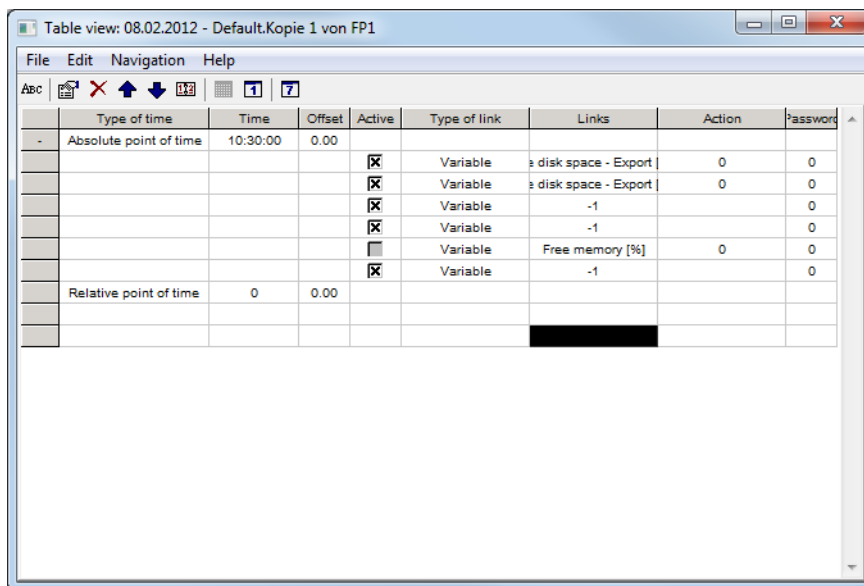 Table view: 08.02.2012 - Default.Kopie 1 von FP1
File Edit Navigation Help
ABC 123 1 7
Type of time Time Offset Active Type of link Links Action Password
- Absolute point of time 10:30:00 0.00
Variable e disk space - Export [ 0 0
Variable e disk space - Export [ 0 0
Variable -1 0
Variable -1 0
Variable Free memory [%] 0 0
Variable -1 0
Relative point of time 0 0.00